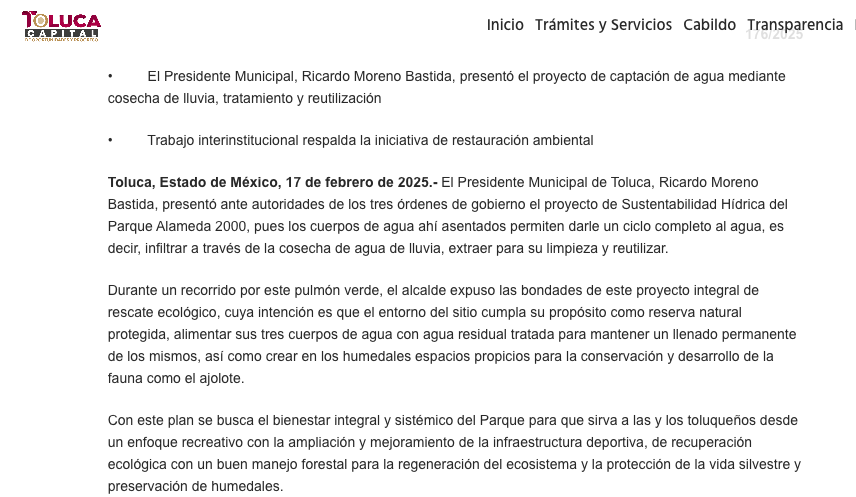 TOLUCA
CAPITAL
DE OPORTUNIDADES Y PROGRESO
Inicio Trámites y Servicios Cabildo Transparencia
176/2025
• El Presidente Municipal, Ricardo Moreno Bastida, presentó el proyecto de captación de agua mediante
cosecha de lluvia, tratamiento y reutilización
• Trabajo interinstitucional respalda la iniciativa de restauración ambiental
Toluca, Estado de México, 17 de febrero de 2025.- El Presidente Municipal de Toluca, Ricardo Moreno
Bastida, presentó ante autoridades de los tres órdenes de gobierno el proyecto de Sustentabilidad Hídrica del
Parque Alameda 2000, pues los cuerpos de agua ahí asentados permiten darle un ciclo completo al agua, es
decir, infiltrar a través de la cosecha de agua de lluvia, extraer para su limpieza y reutilizar.
Durante un recorrido por este pulmón verde, el alcalde expuso las bondades de este proyecto integral de
rescate ecológico, cuya intención es que el entorno del sitio cumpla su propósito como reserva natural
protegida, alimentar sus tres cuerpos de agua con agua residual tratada para mantener un llenado permanente
de los mismos, así como crear en los humedales espacios propicios para la conservación y desarrollo de la
fauna como el ajolote.
Con este plan se busca el bienestar integral y sistémico del Parque para que sirva a las y los toluqueños desde
un enfoque recreativo con la ampliación y mejoramiento de la infraestructura deportiva, de recuperación
ecológica con un buen manejo forestal para la regeneración del ecosistema y la protección de la vida silvestre y
preservación de humedales.